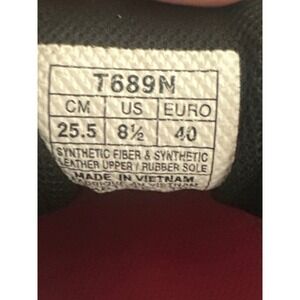 T689N
CM US EURO
25.5 8½ 40
SYNTHETIC FIBER & SYNTHETIC
LEATHER UPPER / RUBBER SOLE
MADE IN VIETNAM